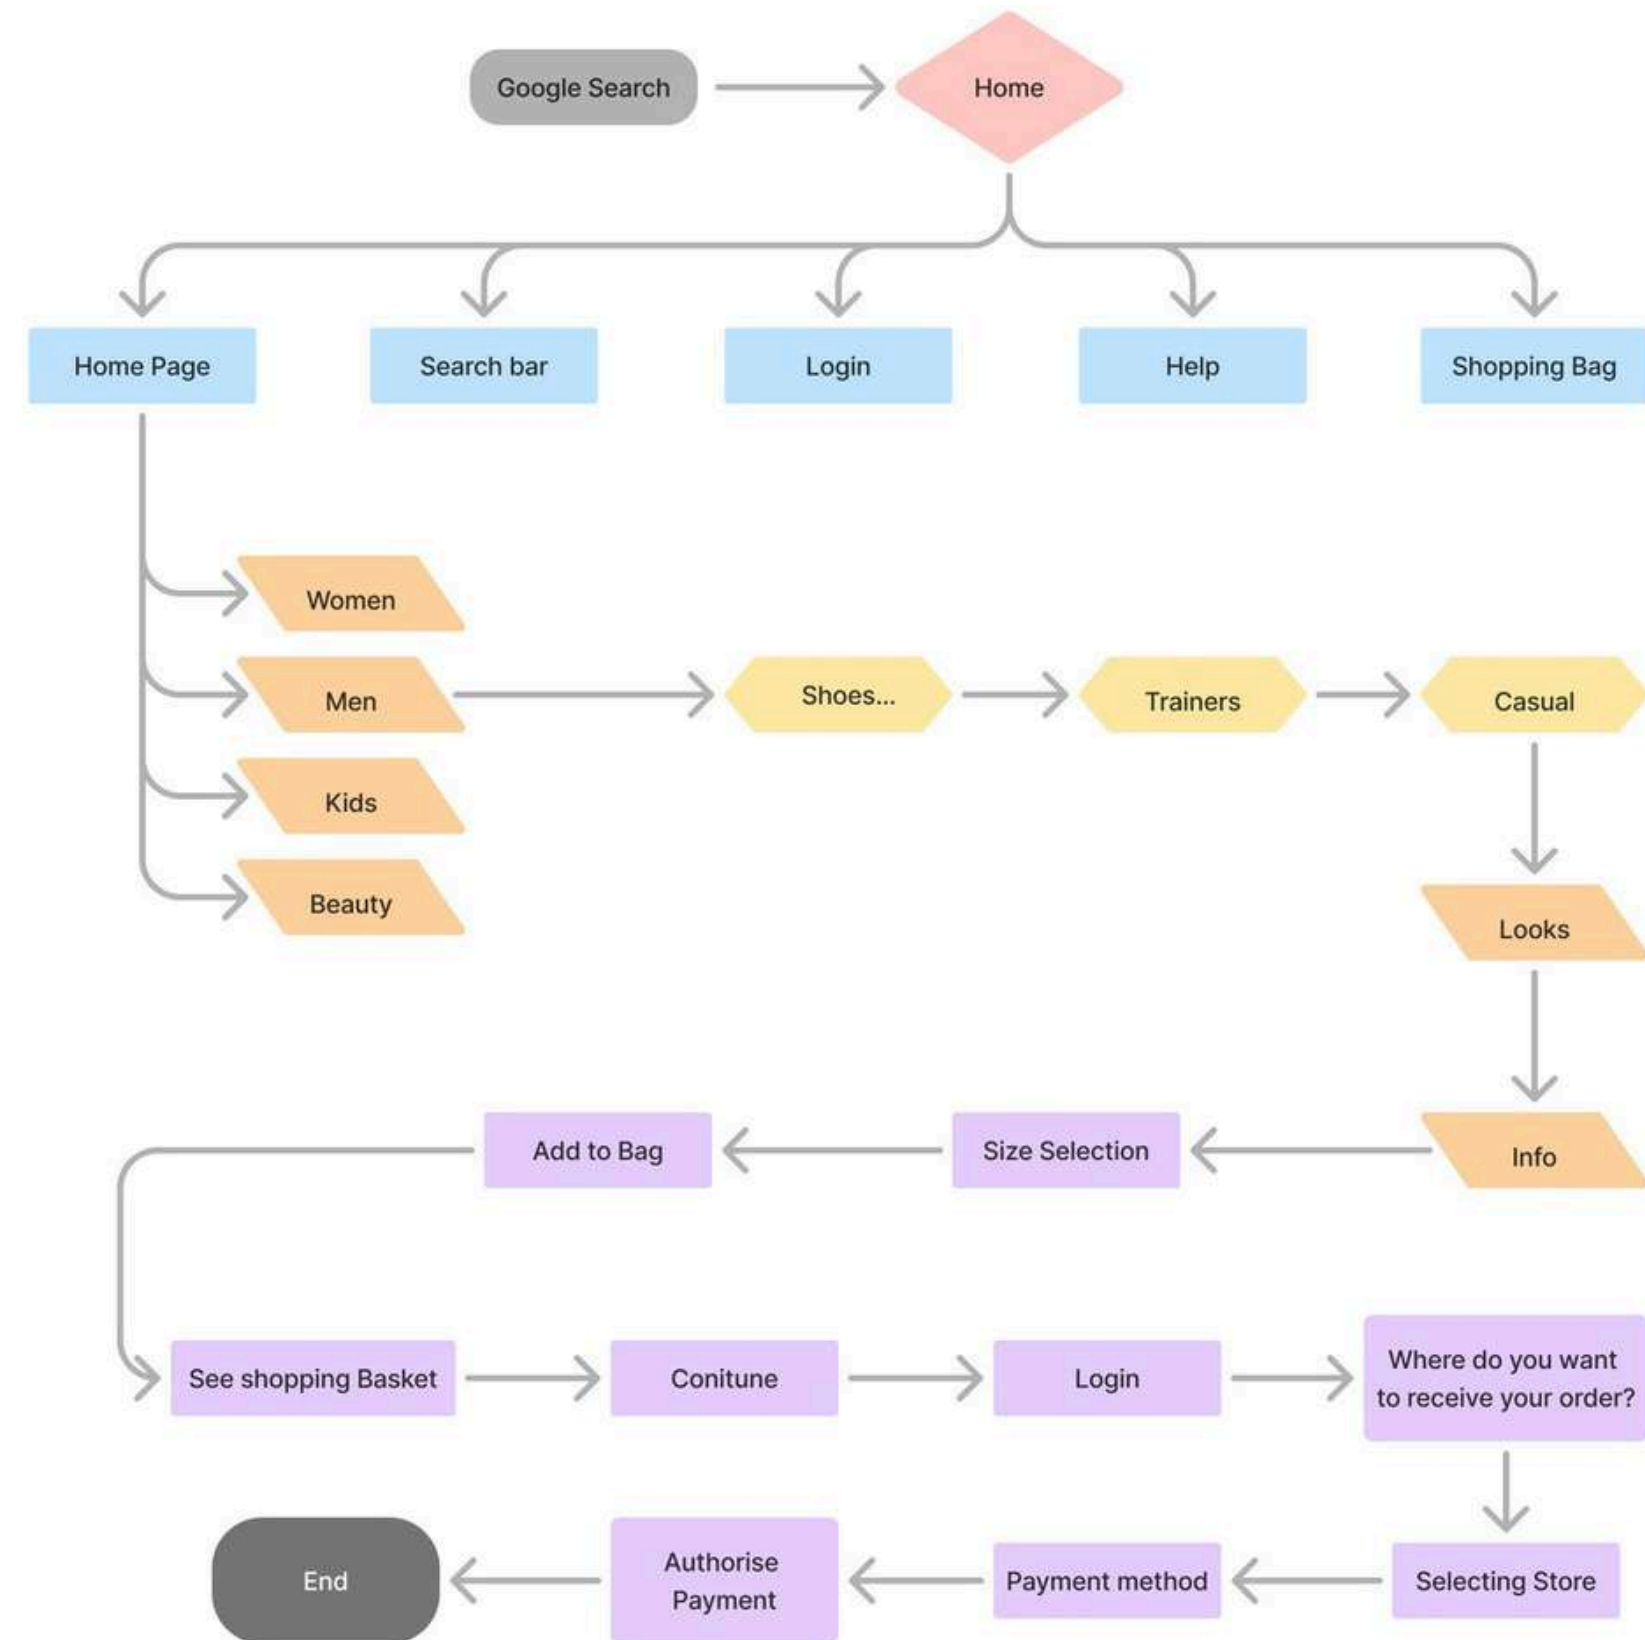 Google Search
Home
Home Page
Search bar
Login
Help
Shopping Bag
Women
Men
Shoes...
Trainers
Casual
Kids
Beauty
Looks
Add to Bag
Size Selection
Info
See shopping Basket
Conitune
Login
Where do you want
to receive your order?
End
Authorise
Payment
Payment method
Selecting Store